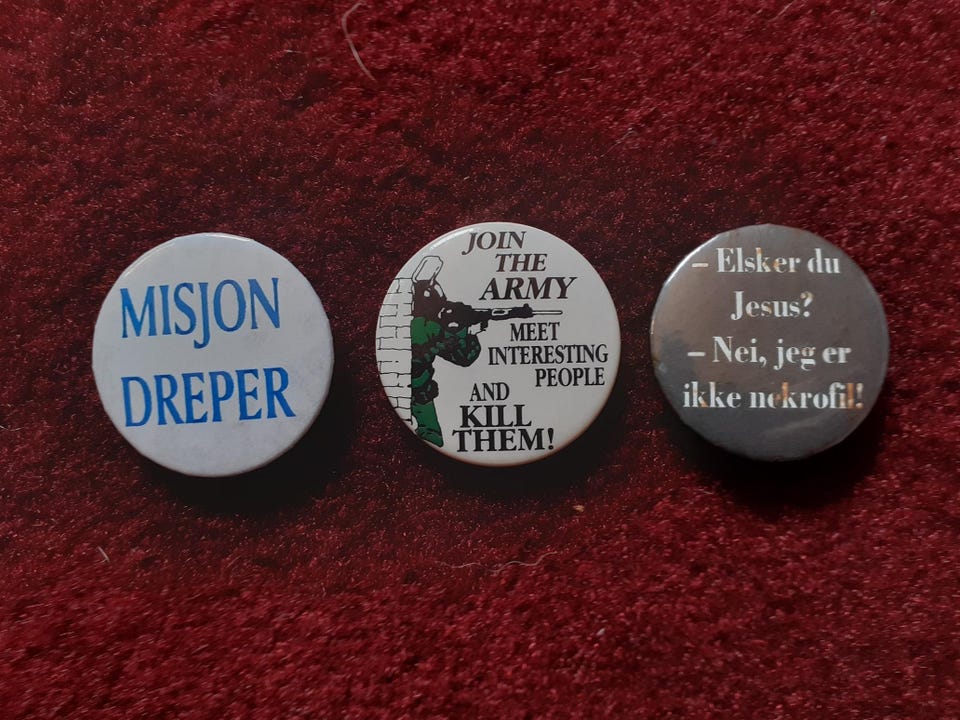 MISJON
DREPER
JOIN
THE
ARMY
MEET
INTERESTING
PEOPLE
AND
KILL
THEM!
– Elsker du
Jesus?
– Nei, jeg er
ikke nekrofil!